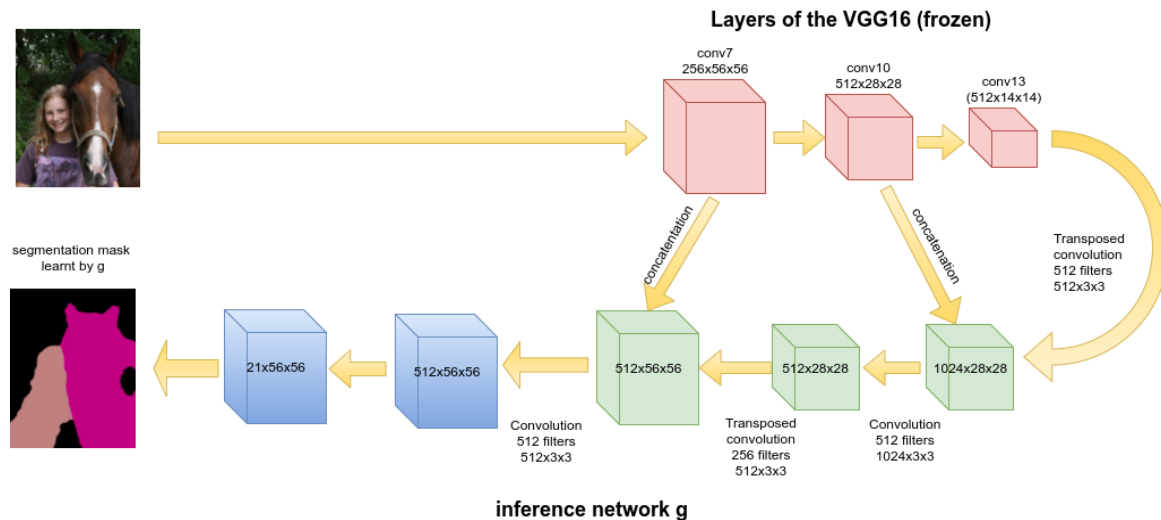 Layers of the VGG16 (frozen)
conv7
256x56x56
conv10
512x28x28
conv13
(512x14x14)
concatentation
concatenation
Transposed
convolution
512 filters
512x3x3
segmentation mask
learnt by g
21x56x56
512x56x56
512x56x56
512x28x28
1024x28x28
Convolution
512 filters
512x3x3
Transposed
convolution
256 filters
512x3x3
Convolution
512 filters
1024x3x3
inference network g